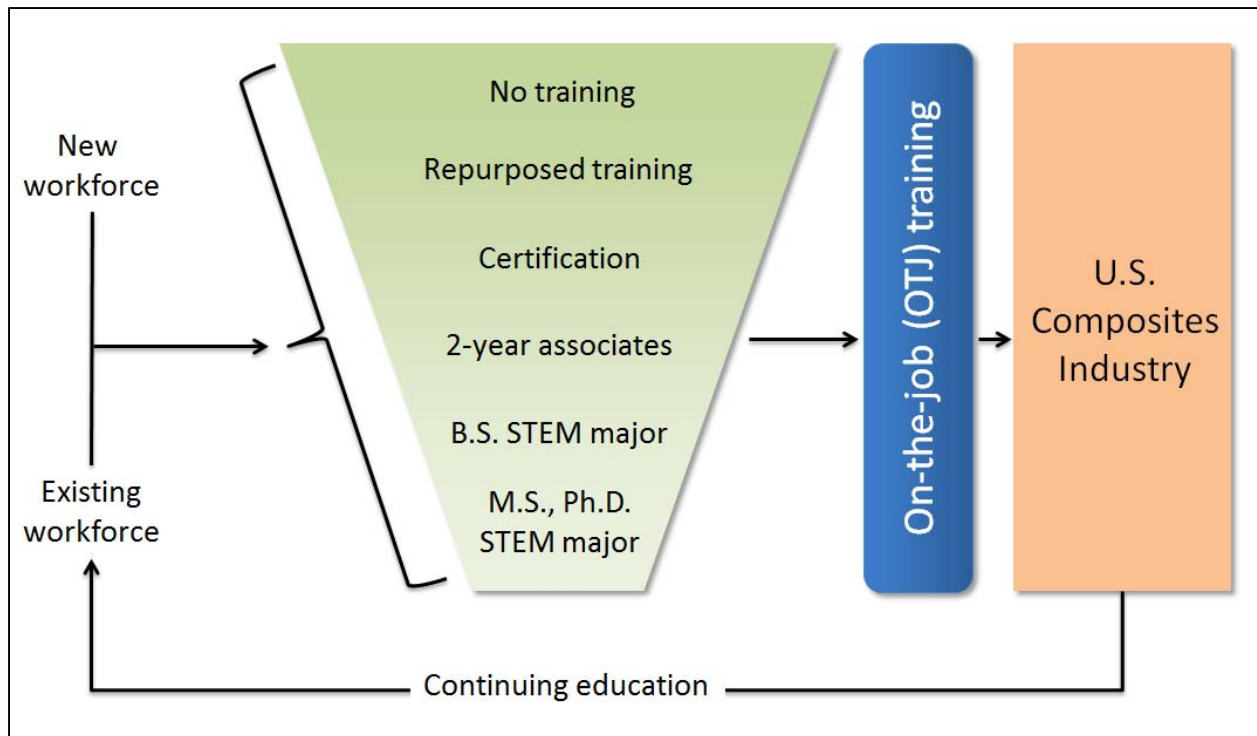 New
workforce
Existing
workforce
No training
Repurposed training
Certification
2-year associates
B.S. STEM major
M.S., Ph.D.
STEM major
On-the-job (OTJ) training
U.S.
Composites
Industry
Continuing education